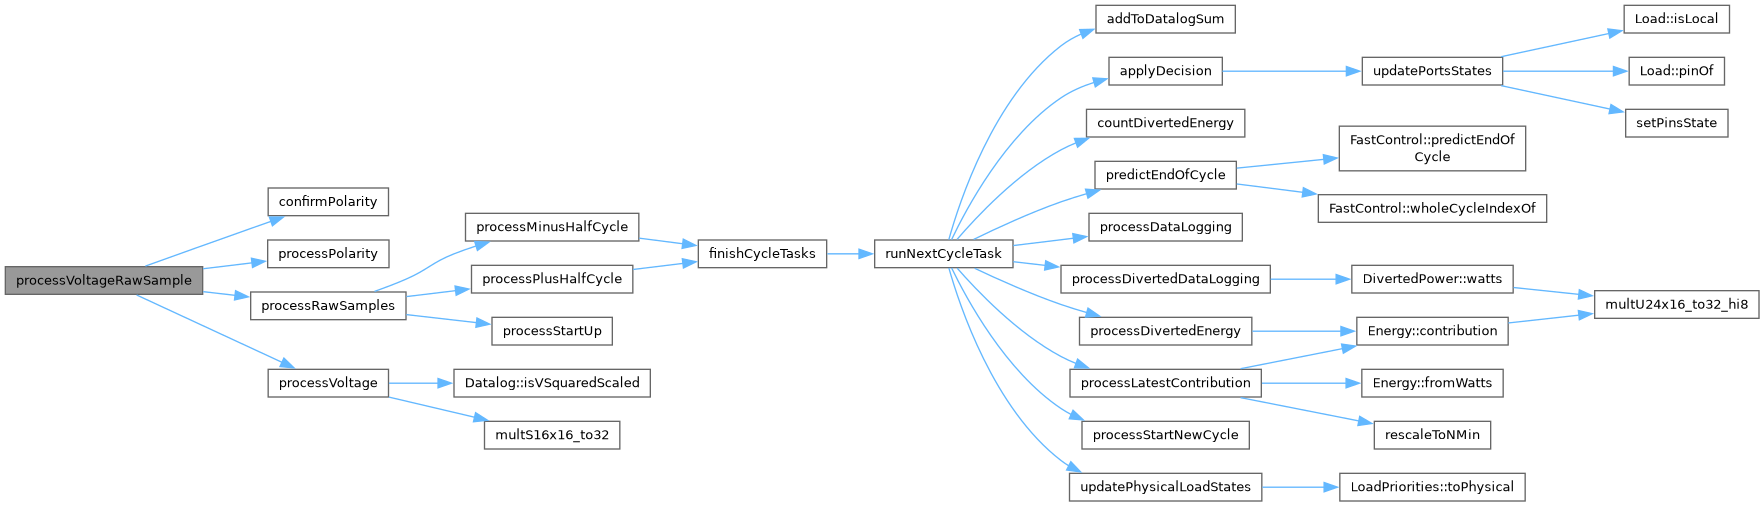 processVoltageRawSample
confirmPolarity
processPolarity
processRawSamples
processVoltage
processMinusHalfCycle
processPlusHalfCycle
processStartUp
Datalog::isVSquaredScaled
multS16x16_to32
finishCycleTasks
runNextCycleTask
addToDatalogSum
applyDecision
countDivertedEnergy
predictEndOfCycle
processDataLogging
processDivertedDataLogging
processDivertedEnergy
processLatestContribution
processStartNewCycle
updatePhysicalLoadStates
updatePortsStates
FastControl::predictEndOf
Cycle
FastControl::wholeCycleIndexOf
DivertedPower::watts
Energy::contribution
Energy::fromWatts
rescaleToNMin
LoadPriorities::toPhysical
Load::isLocal
Load::pinOf
setPinsState
multU24x16_to32_hi8